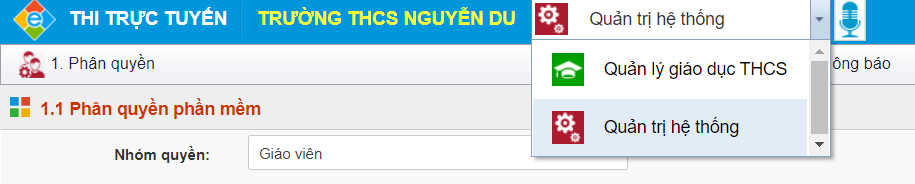 THI TRỰC TUYẾN TRƯỜNG THCS NGUYỄN DU Quản trị hệ thống
1. Phân quyền Quản lý giáo dục THCS ông báo
1.1 Phân quyền phần mềm
Quản trị hệ thống
Nhóm quyền: Giáo viên